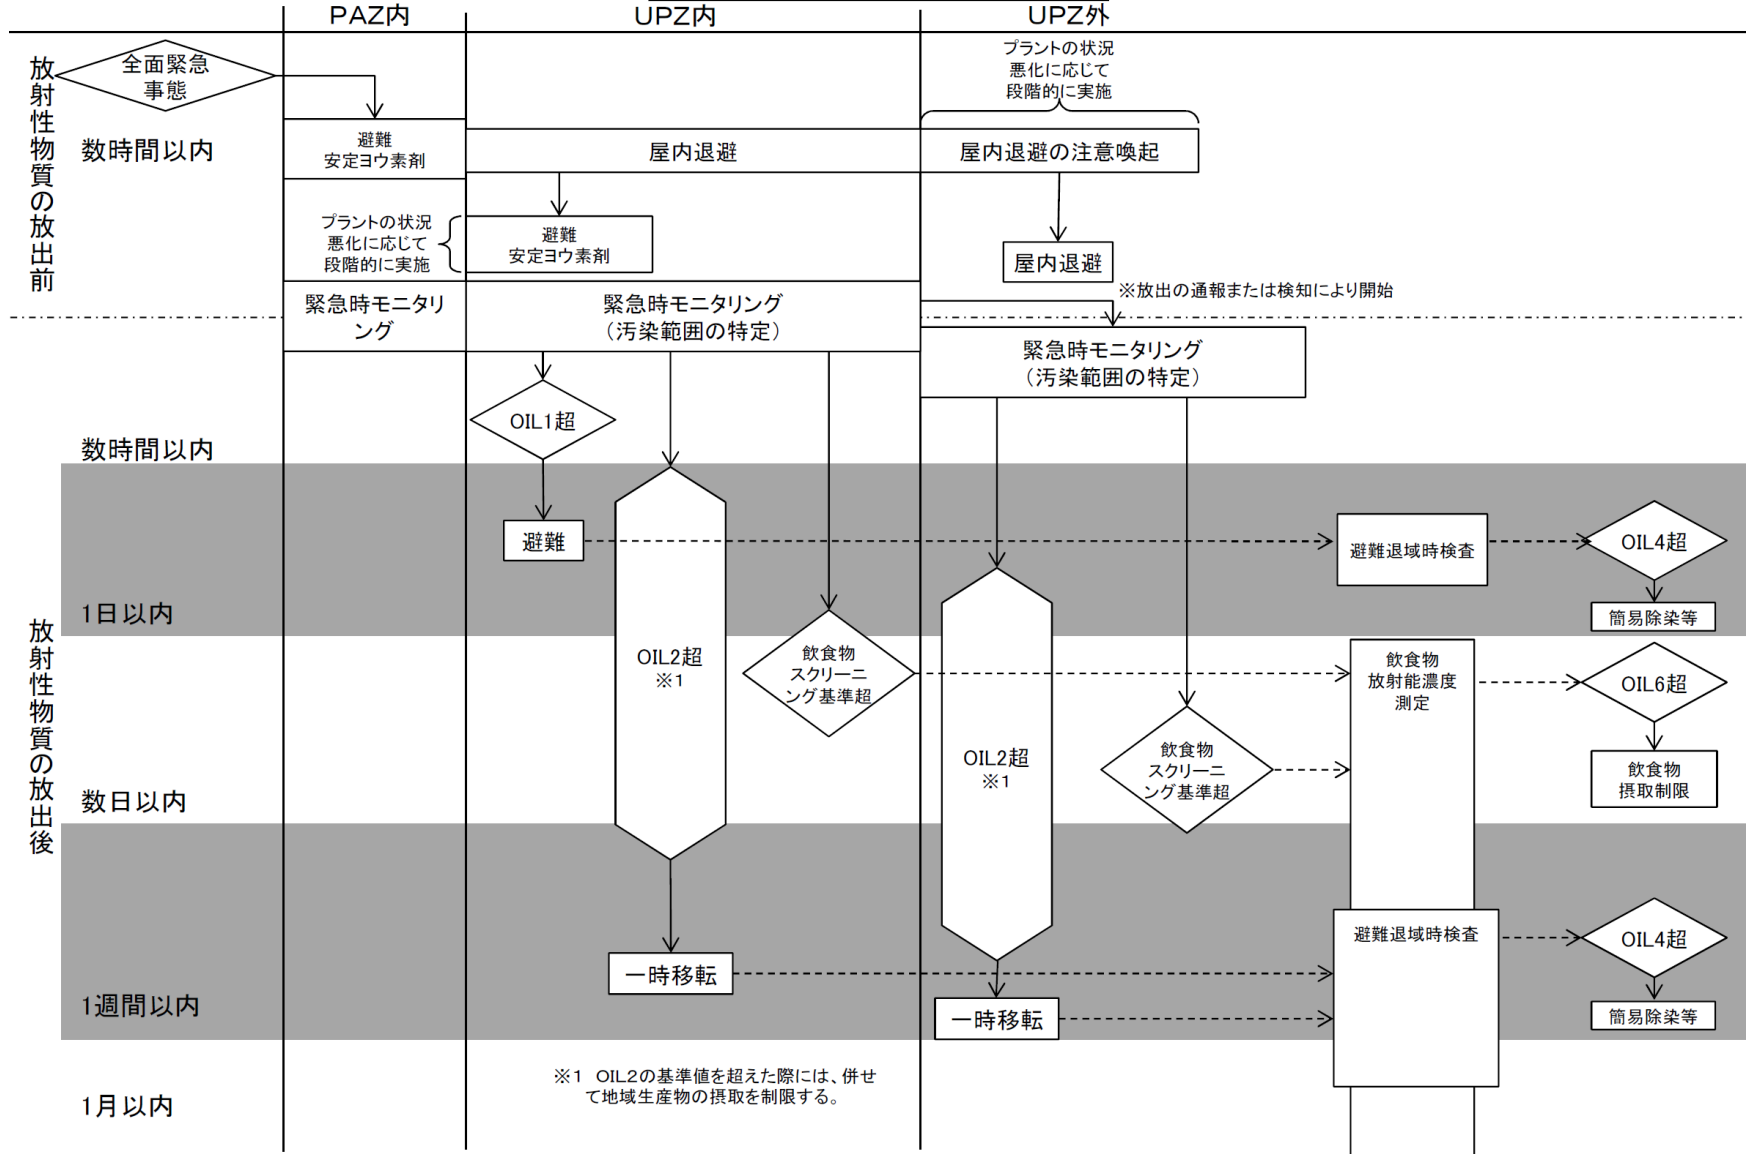 PAZ内
UPZ内
UPZ外
放射性物質の放出前
全面緊急
事態
プラントの状況
悪化に応じて
段階的に実施
数時間以内
避難
安定ヨウ素剤
屋内退避
屋内退避の注意喚起
プラントの状況
悪化に応じて
段階的に実施
避難
安定ヨウ素剤
屋内退避
※放出の通報または検知により開始
緊急時モニタリ
ング
緊急時モニタリング
（汚染範囲の特定）
緊急時モニタリング
（汚染範囲の特定）
放射性物質の放出後
OIL1超
数時間以内
避難
避難退域時検査
OIL4超
簡易除染等
1日以内
OIL2超
※1
飲食物
スクリーニ
ング基準超
飲食物
放射能濃度
測定
OIL6超
OIL2超
※1
飲食物
スクリーニ
ング基準超
飲食物
摂取制限
数日以内
避難退域時検査
OIL4超
一時移転
一時移転
簡易除染等
1週間以内
※1　OIL2の基準値を超えた際には、併せ
て地域生産物の摂取を制限する。
1月以内